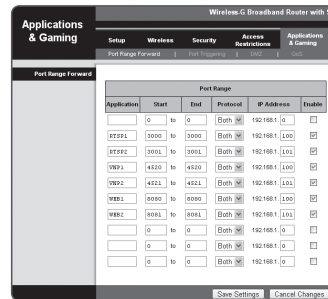 Wireless-G Broadband Router with S
Applications & Gaming
Setup Wireless Security Access Restrictions Applications & Gaming
Port Range Forward | Port Triggering | DMZ | QoS
Port Range Forward
Port Range
Application Start End Protocol IP Address Enable
0 to 0 Both 192.168.1. 0
RTSP1 3000 to 3000 Both 192.168.1. 100
RTSP2 3001 to 3001 Both 192.168.1. 101
VNP1 4520 to 4520 Both 192.168.1. 100
VNP2 4521 to 4521 Both 192.168.1. 101
WEB1 8080 to 8080 Both 192.168.1. 100
WEB2 8081 to 8081 Both 192.168.1. 101
0 to 0 Both 192.168.1. 0
0 to 0 Both 192.168.1. 0
0 to 0 Both 192.168.1. 0
Save Settings Cancel Changes